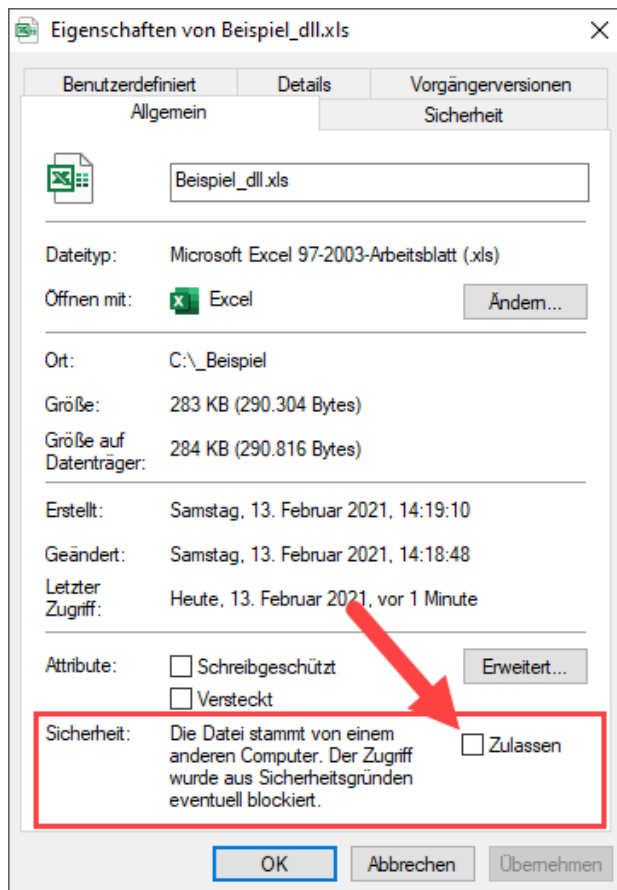 Eigenschaften von Beispiel_dll.xls
Benutzerdefiniert Details Vorgängerversionen
Allgemein Sicherheit
Beispiel_dll.xls
Dateityp: Microsoft Excel 97-2003-Arbeitsblatt (.xls)
Öffnen mit: Excel Ändern...
Ort: C:\_Beispiel
Größe: 283 KB (290.304 Bytes)
Größe auf
Datenträger: 284 KB (290.816 Bytes)
Erstellt: Samstag, 13. Februar 2021, 14:19:10
Geändert: Samstag, 13. Februar 2021, 14:18:48
Letzter
Zugriff: Heute, 13. Februar 2021, vor 1 Minute
Attribute: Schreibgeschützt Erweitert...
Versteckt
Sicherheit: Die Datei stammt von einem
anderen Computer. Der Zugriff Zulassen
wurde aus Sicherheitsgründen
eventuell blockiert.
OK Abbrechen Übernehmen